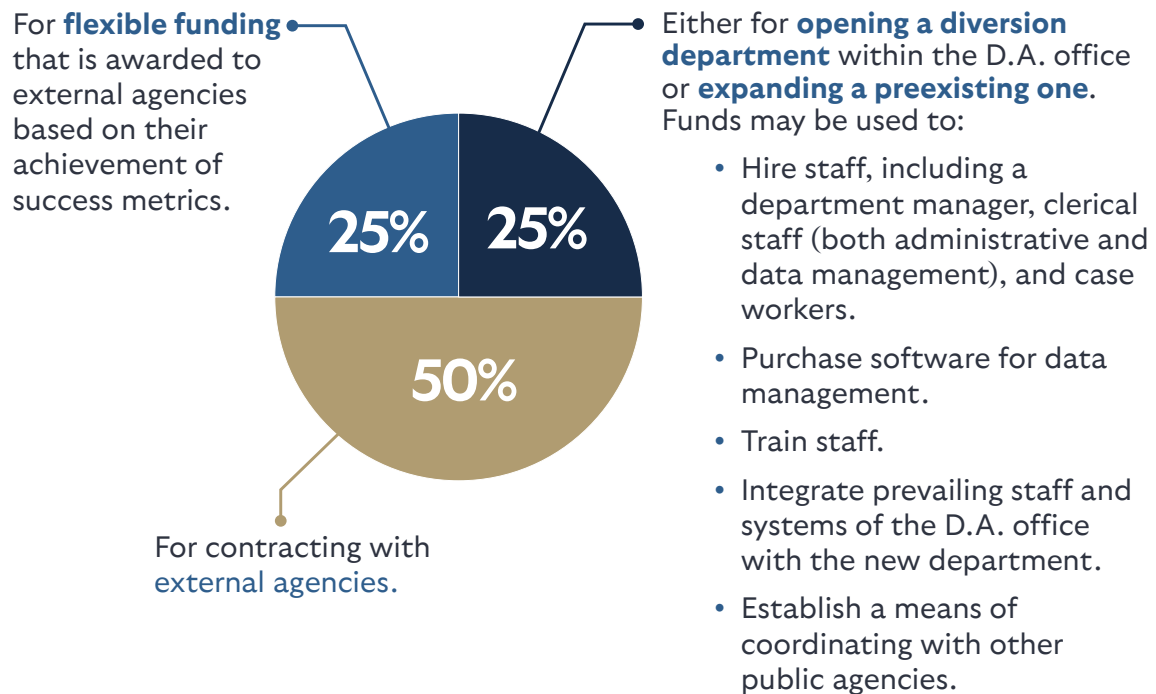 For flexible funding
that is awarded to
external agencies
based on their
achievement of
success metrics.
Either for opening a diversion
department within the D.A. office
or expanding a preexisting one.
Funds may be used to:
• Hire staff, including a
department manager, clerical
staff (both administrative and
data management), and case
workers.
• Purchase software for data
management.
• Train staff.
• Integrate prevailing staff and
systems of the D.A. office
with the new department.
• Establish a means of
coordinating with other
public agencies.
25%
25%
50%
For contracting with
external agencies.